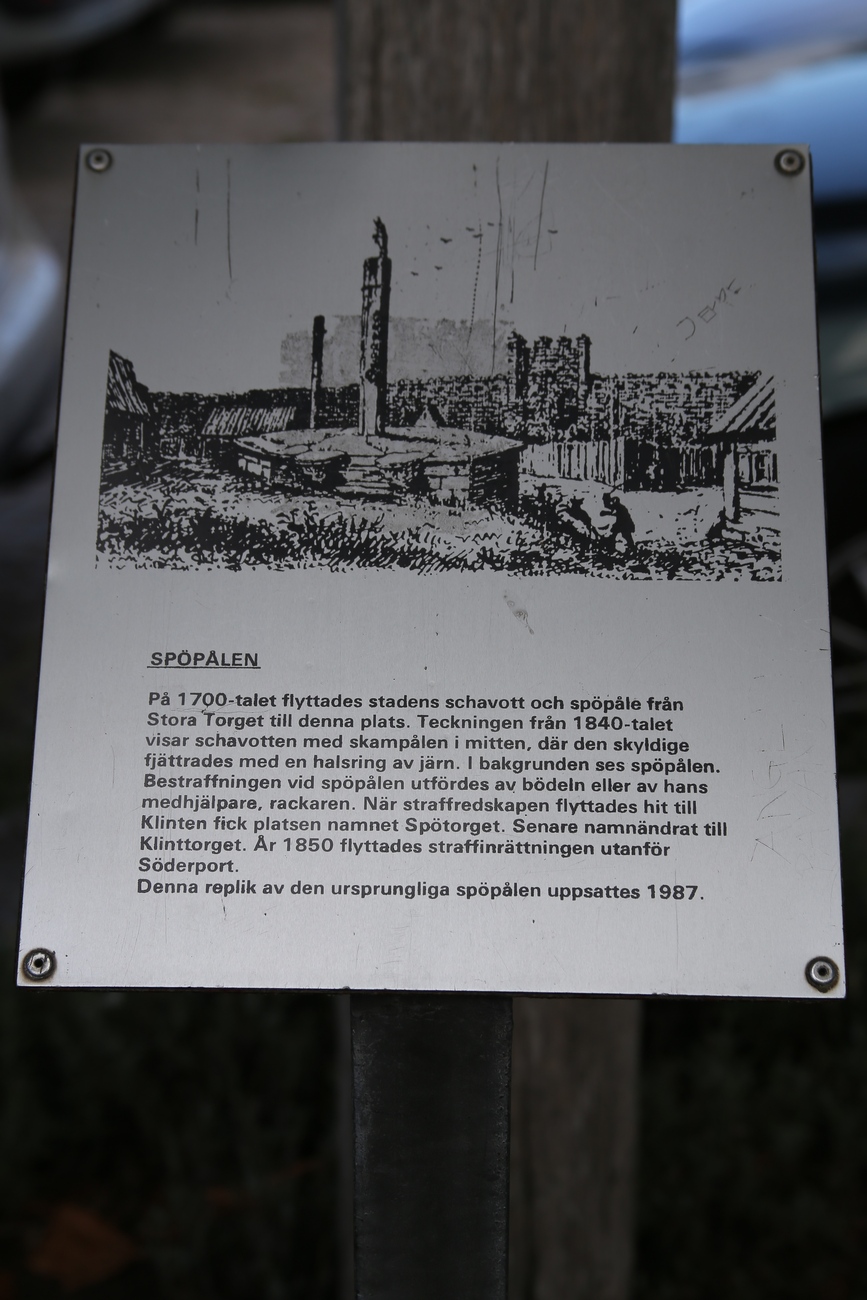 SPÖPÅLEN
På 1700-talet flyttades stadens schavott och spöpåle från
Stora Torget till denna plats. Teckningen från 1840-talet
visar schavotten med skampålen i mitten, där den skyldige
fjättrades med en halsring av järn. I bakgrunden ses spöpålen.
Bestraffningen vid spöpålen utfördes av bödeln eller av hans
medhjälpare, rackaren. När straffredskapen flyttades hit till
Klinten fick platsen namnet Spötorget. Senare namnändrat till
Klinttorget. År 1850 flyttades straffinrättningen utanför
Söderport.
Denna replik av den ursprungliga spöpålen uppsattes 1987.